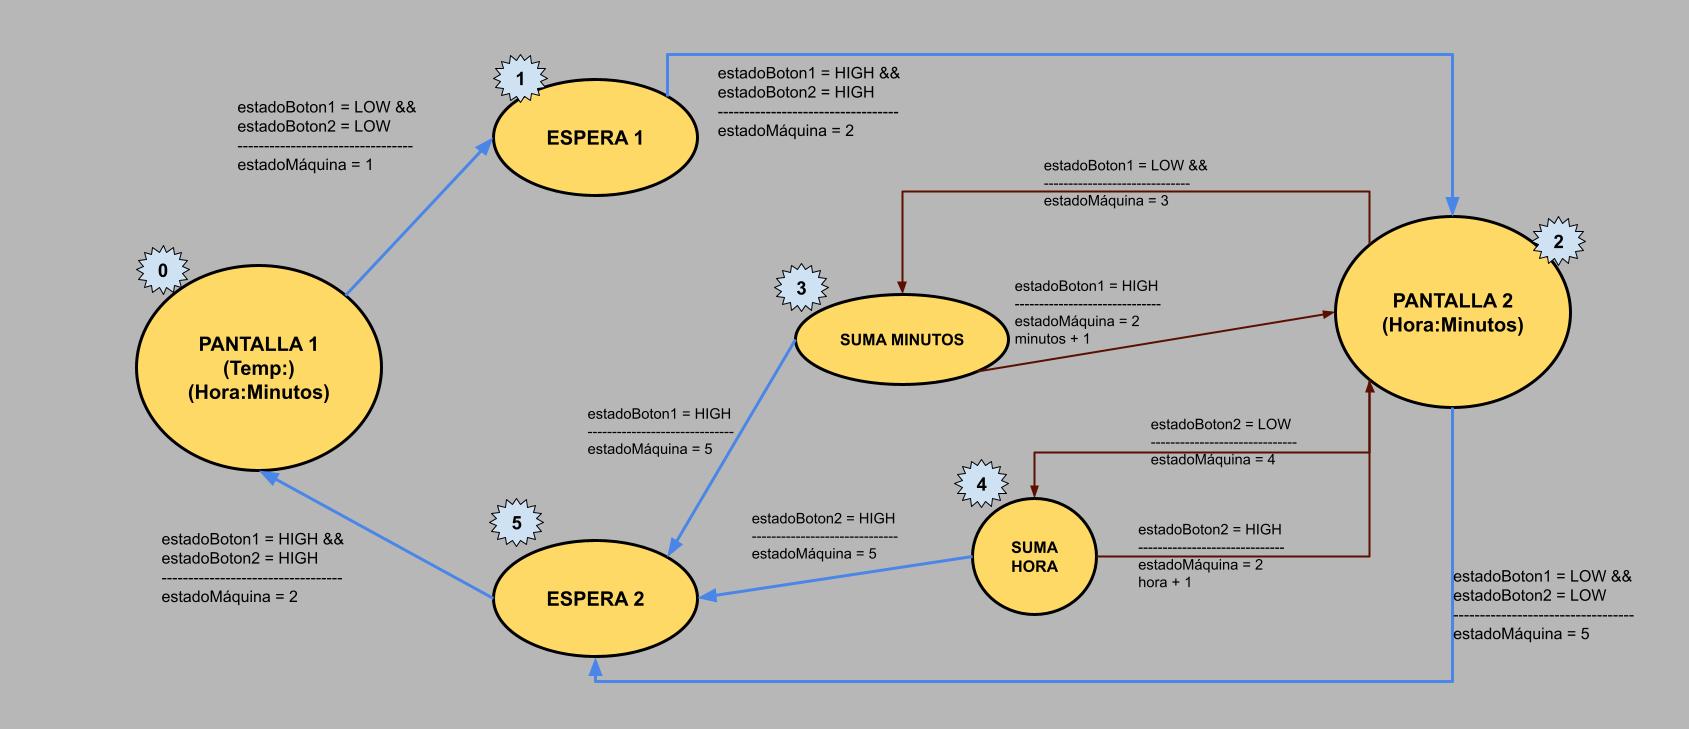 1
ESPERA 1
estadoBoton1 = LOW &&
estadoBoton2 = LOW
---------------------------------
estadoMáquina = 1
estadoBoton1 = HIGH &&
estadoBoton2 = HIGH
----------------------------------
estadoMáquina = 2
0
PANTALLA 1
(Temp:)
(Hora:Minutos)
estadoBoton1 = LOW &&
------------------------------
estadoMáquina = 3
2
PANTALLA 2
(Hora:Minutos)
3
SUMA MINUTOS
estadoBoton1 = HIGH
------------------------------
estadoMáquina = 2
minutos + 1
estadoBoton1 = HIGH
------------------------------
estadoMáquina = 5
estadoBoton2 = LOW
------------------------------
estadoMáquina = 4
4
SUMA
HORA
estadoBoton2 = HIGH
------------------------------
estadoMáquina = 5
estadoBoton2 = HIGH
------------------------------
estadoMáquina = 2
hora + 1
5
ESPERA 2
estadoBoton1 = HIGH &&
estadoBoton2 = HIGH
----------------------------------
estadoMáquina = 2
estadoBoton1 = LOW &&
estadoBoton2 = LOW
----------------------------------
estadoMáquina = 5